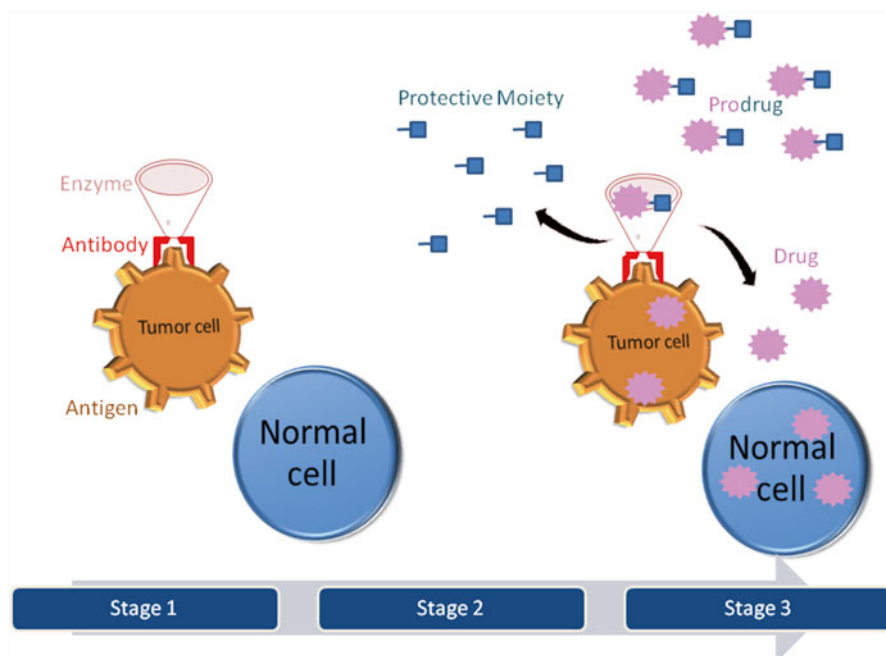 Protective Moiety
Prodrug
Enzyme
Antibody
Drug
Tumor cell
Tumor cell
Antigen
Normal
cell
Normal
cell
Stage 1
Stage 2
Stage 3